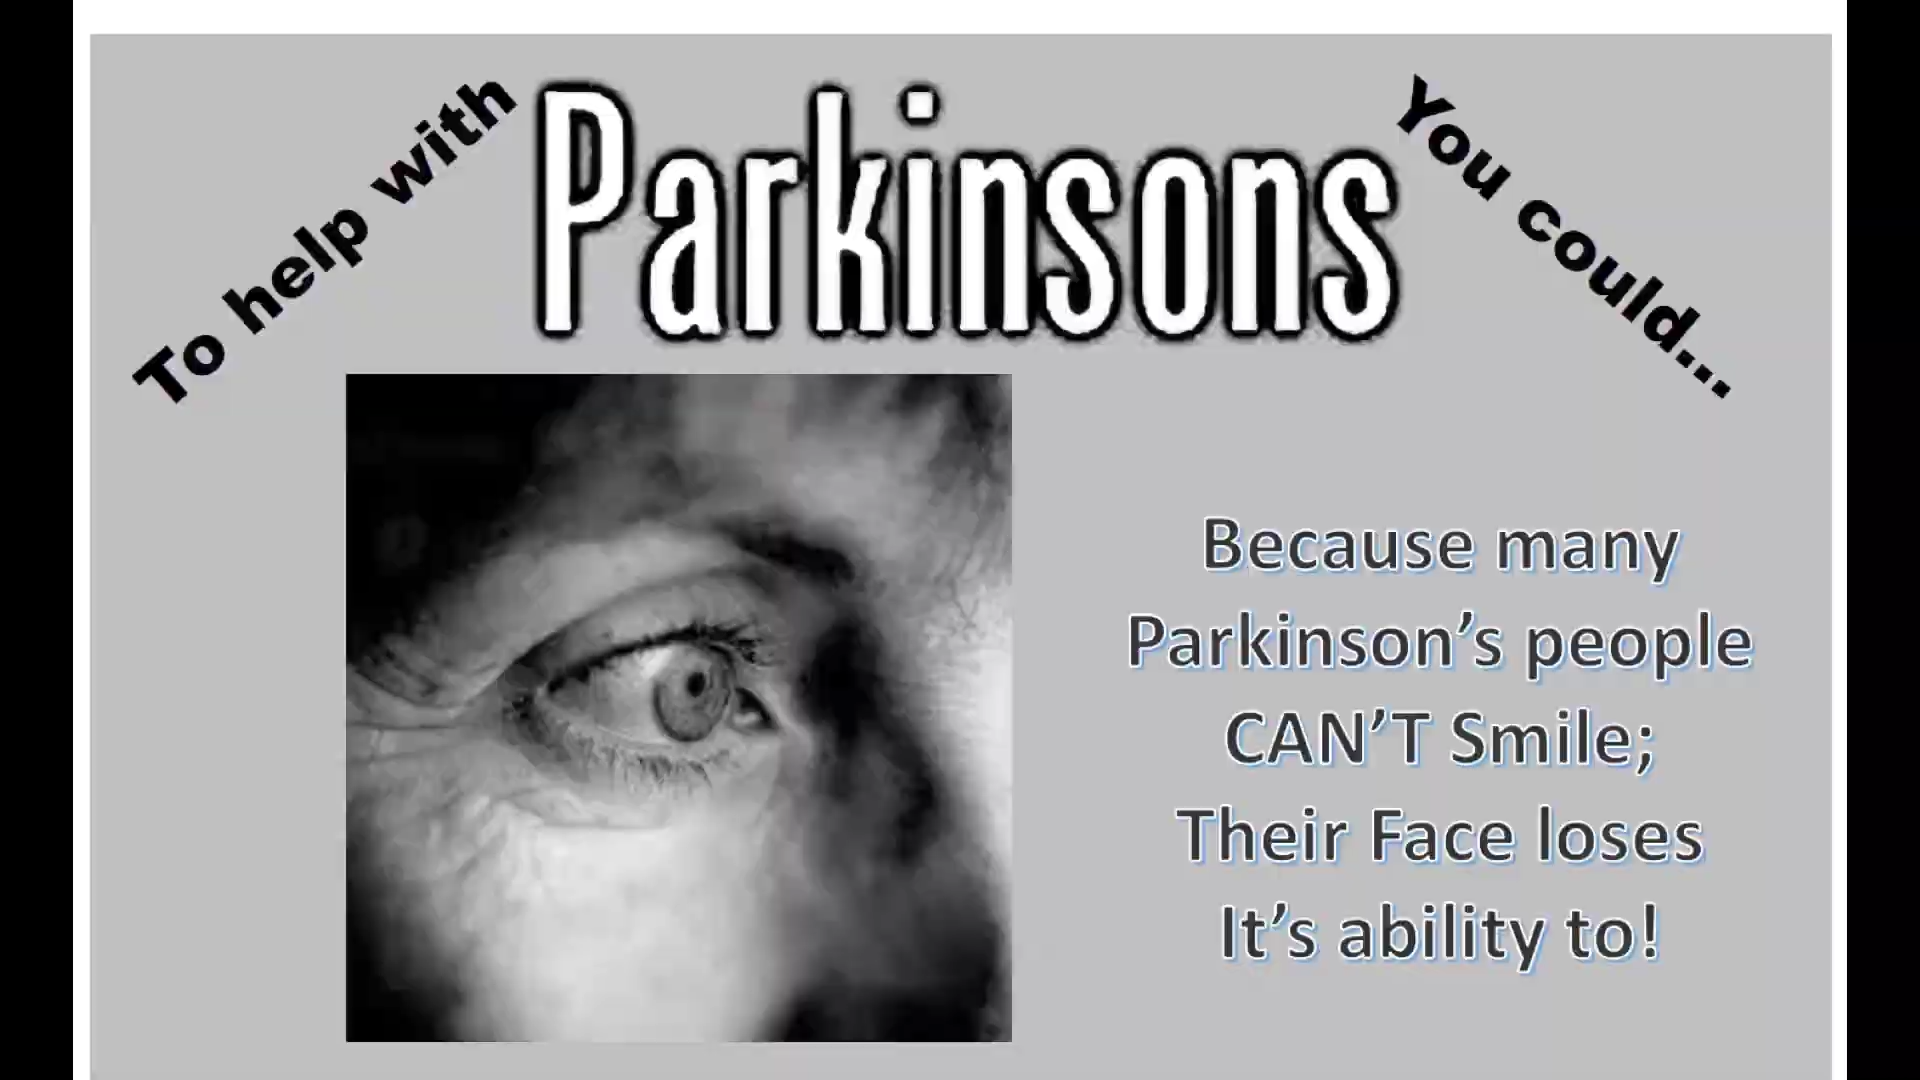 To help with
Parkinsons
You could...
Because many
Parkinson’s people
CAN’T Smile;
Their Face loses
It’s ability to!